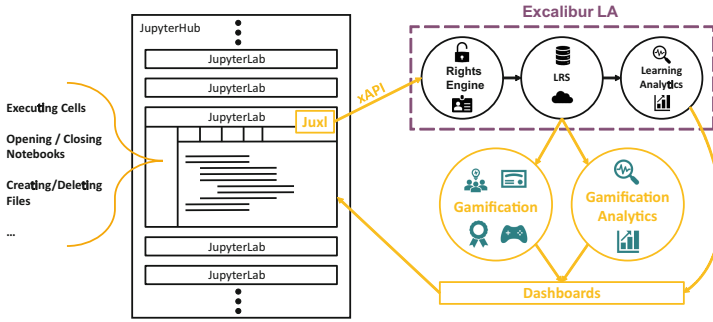 Excalibur LA
JupyterHub
JupyterLab
JupyterLab
JupyterLab
Juxl
xAPI
Rights
Engine
LRS
Learning
Analytics
Executing Cells
Opening / Closing
Notebooks
Creating/Deleting
Files
...
Gamification
Gamification
Analytics
JupyterLab
JupyterLab
Dashboards